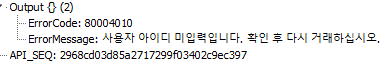 Output {} (2)
ErrorCode: 80004010
ErrorMessage: 사용자 아이디 미입력입니다. 확인 후 다시 거래하십시오.
API_SEQ: 2968cd03d85a2717299f03402c9ec397